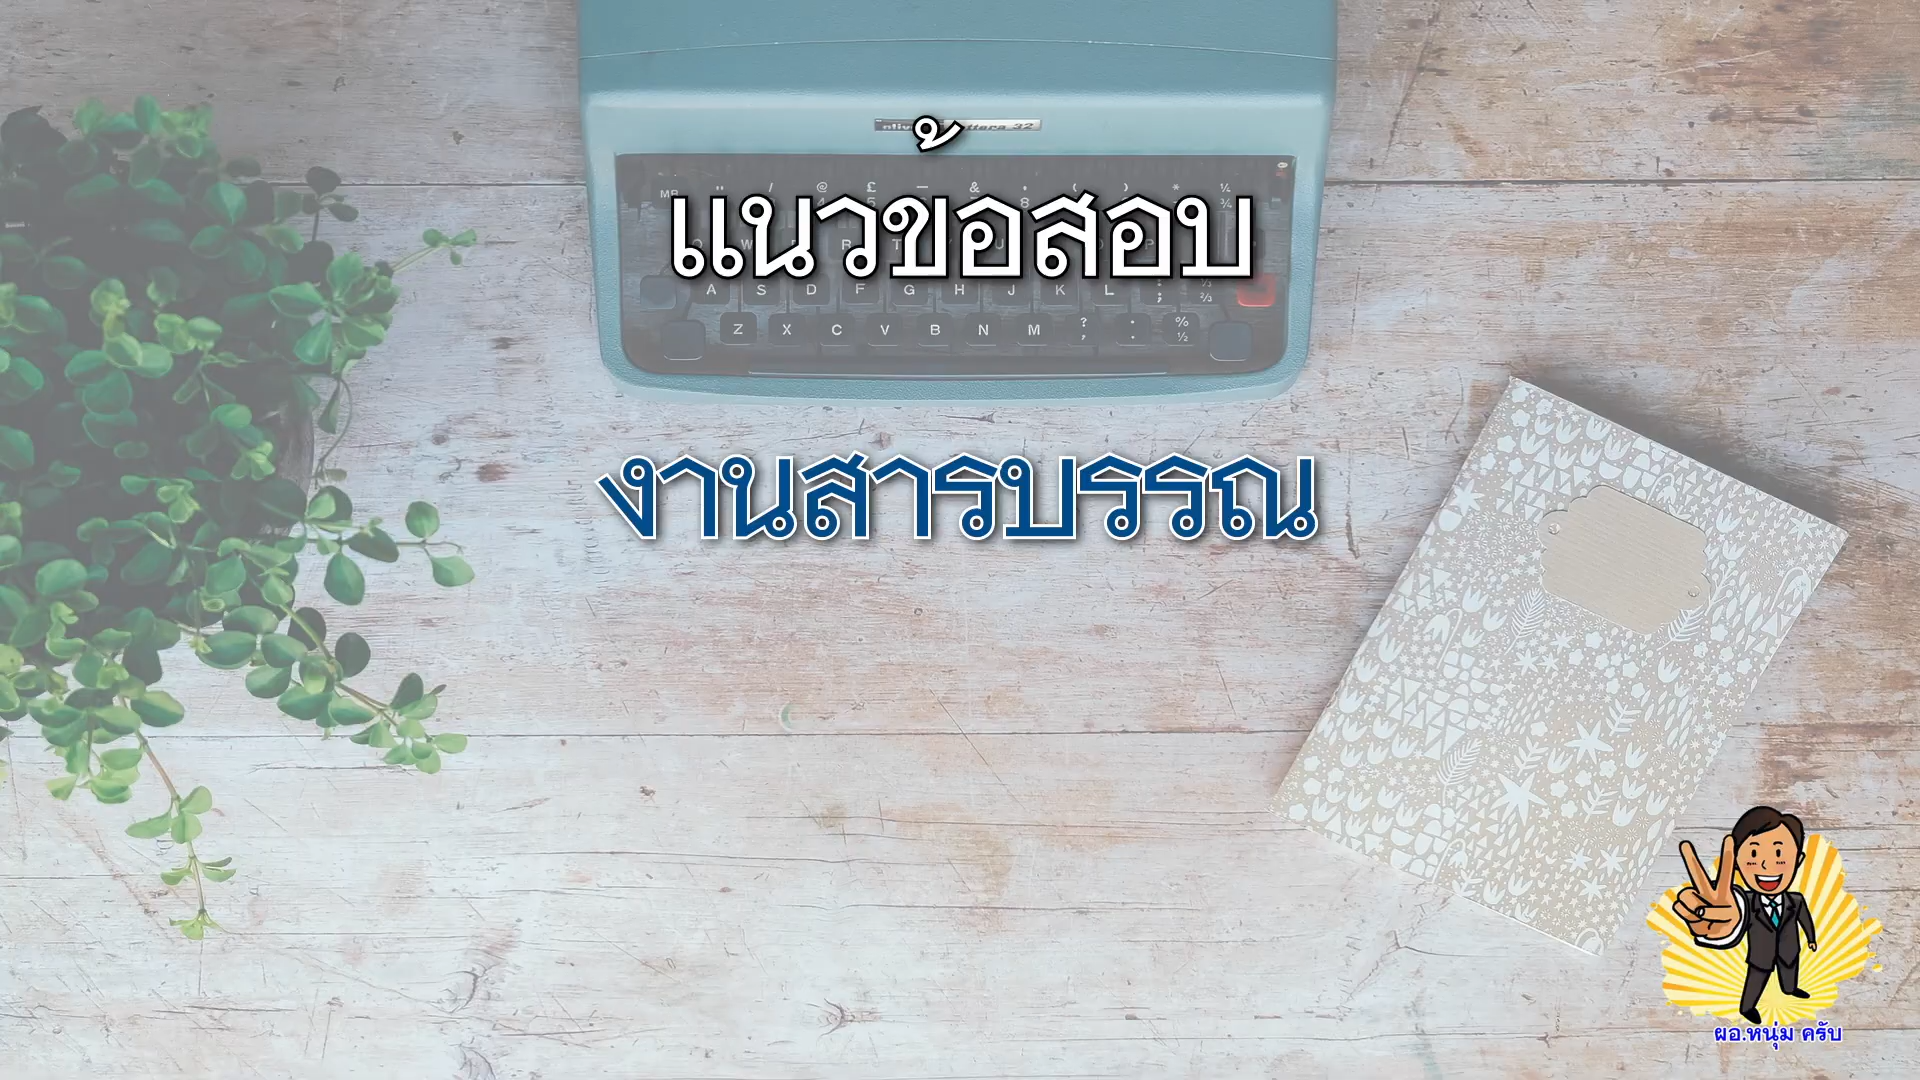 แนวข้อสอบ
งานสารบรรณ
A S D F G H J K L
Z X C V B N M
ผอ.หนุ่ม ครับ